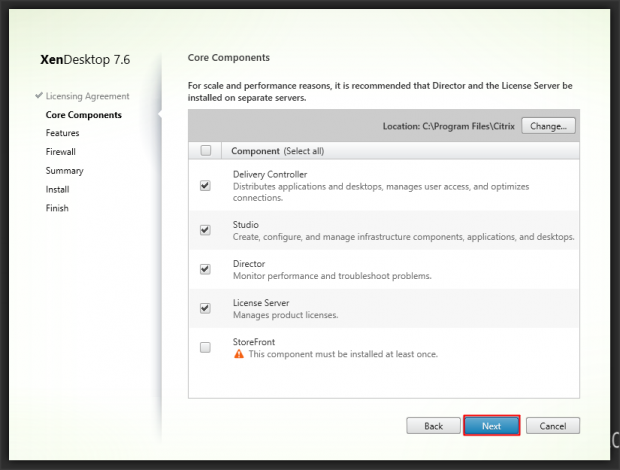 XenDesktop 7.6
Licensing Agreement
Core Components
Features
Firewall
Summary
Install
Finish
Core Components
For scale and performance reasons, it is recommended that Director and the License Server be
installed on separate servers.
Location: C:\Program Files\Citrix
Change...
Component (Select all)
Delivery Controller
Distributes applications and desktops, manages user access, and optimizes
connections.
Studio
Create, configure, and manage infrastructure components, applications, and desktops.
Director
Monitor performance and troubleshoot problems.
License Server
Manages product licenses.
StoreFront
This component must be installed at least once.
Back
Next
Cancel